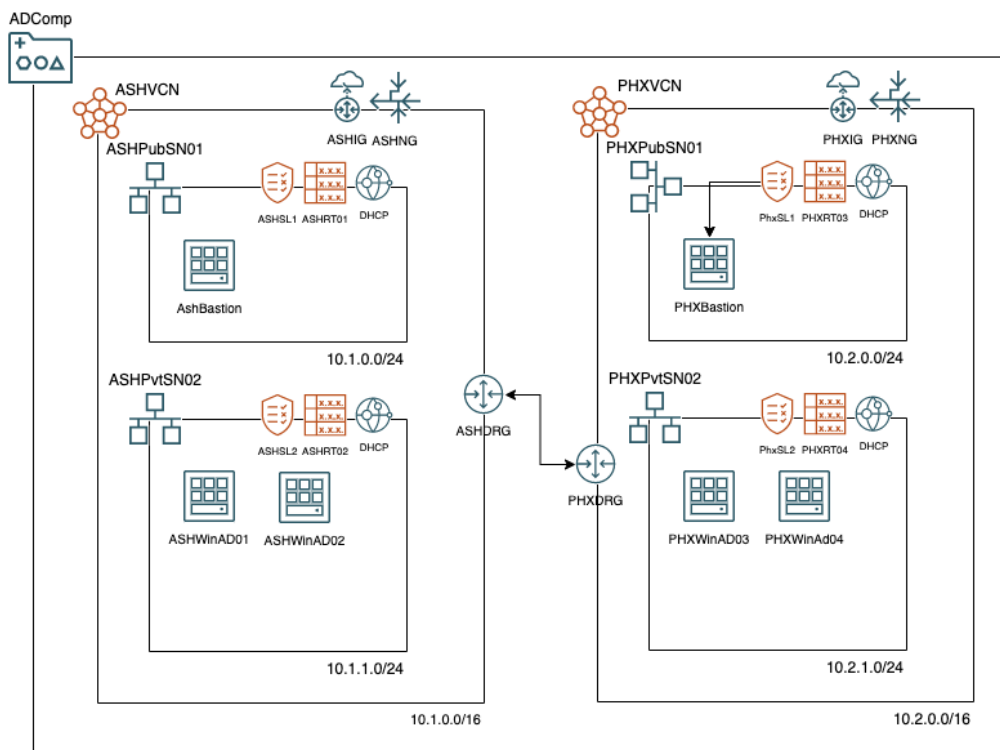 ADComp
ASHVCN
ASHIG
ASHNG
ASHPubSN01
x.x.x.
x.x.x.
x.x.x.
ASHSL1
ASHRT01
DHCP
AshBastion
10.1.0.0/24
ASHPvtSN02
x.x.x.
x.x.x.
x.x.x.
ASHSL2
ASHRT02
DHCP
ASHWinAD01
ASHWinAD02
10.1.1.0/24
10.1.0.0/16
ASHDRG
PHXDRG
PHXVCN
PHXIG
PHXNG
PHXPubSN01
x.x.x.
x.x.x.
x.x.x.
PhxSL1
PHXRT03
DHCP
PHXBastion
10.2.0.0/24
PHXPvtSN02
x.x.x.
x.x.x.
x.x.x.
PhxSL2
PHXRT04
DHCP
PHXWinAD03
PHXWinAd04
10.2.1.0/24
10.2.0.0/16